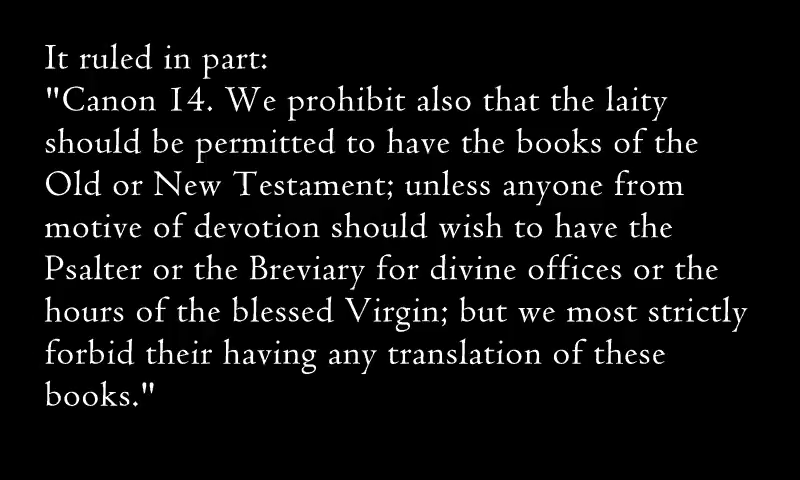 It ruled in part:
"Canon 14. We prohibit also that the laity
should be permitted to have the books of the
Old or New Testament; unless anyone from
motive of devotion should wish to have the
Psalter or the Breviary for divine offices or the
hours of the blessed Virgin; but we most strictly
forbid their having any translation of these
books."